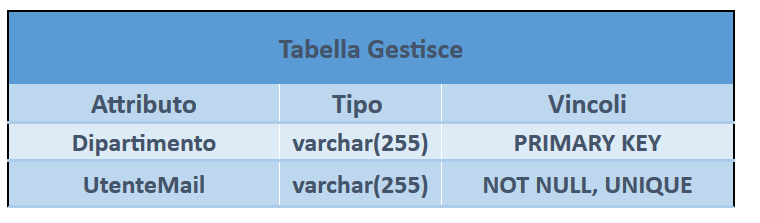 Tabella Gestisce
Attributo Tipo Vincoli
Dipartimento varchar(255) PRIMARY KEY
UtenteMail varchar(255) NOT NULL, UNIQUE